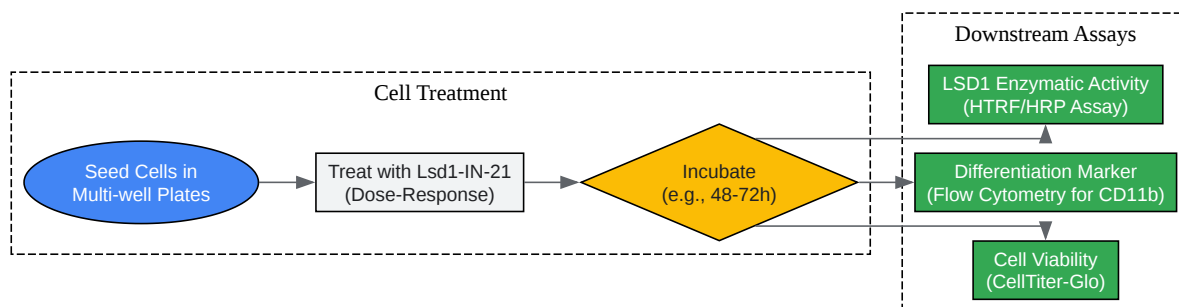 Cell Treatment
Seed Cells in
Multi-well Plates
Treat with Lsd1-IN-21
(Dose-Response)
Incubate
(e.g., 48-72h)
Downstream Assays
LSD1 Enzymatic Activity
(HTRF/HRP Assay)
Differentiation Marker
(Flow Cytometry for CD11b)
Cell Viability
(CellTiter-Glo)